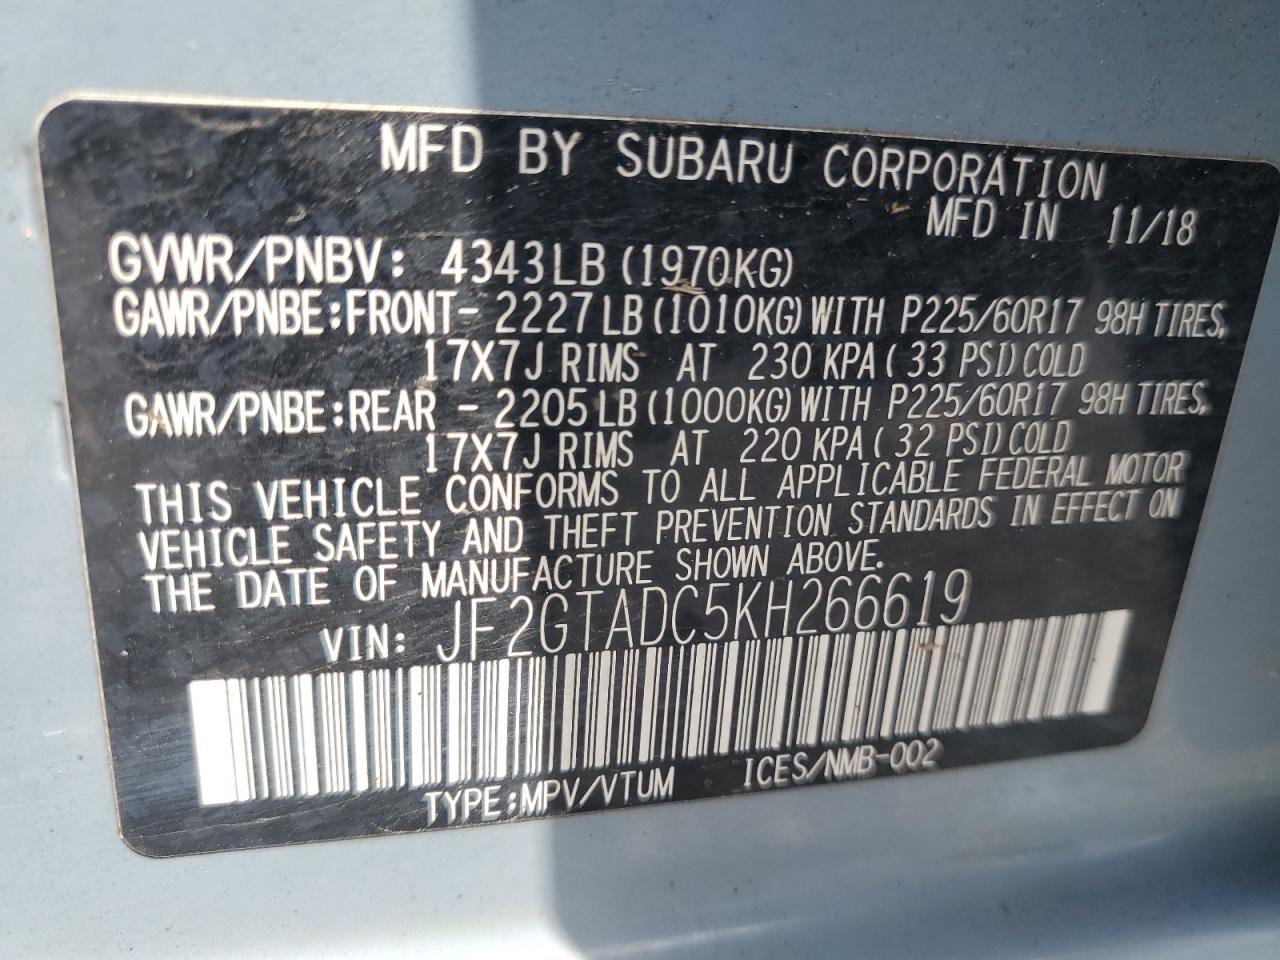 MFD BY SUBARU CORPORATION
MFD IN 11/18
GVWR/PNBV: 4343LB (1970KG)
GAWR/PNBE:FRONT- 2227LB(1010KG)WITH P225/60R17 98H TIRES,
17X7J RIMS AT 230 KPA( 33 PSI)COLD
GAWR/PNBE:REAR - 2205LB(1000KG)WITH P225/60R17 98H TIRES,
17X7J RIMS AT 220 KPA( 32 PSI)COLD
THIS VEHICLE CONFORMS TO ALL APPLICABLE FEDERAL MOTOR
VEHICLE SAFETY AND THEFT PREVENTION STANDARDS IN EFFECT ON
THE DATE OF MANUFACTURE SHOWN ABOVE.
VIN: JF2GTADC5KH266619
TYPE:MPV/VTUM ICES/NMB-002